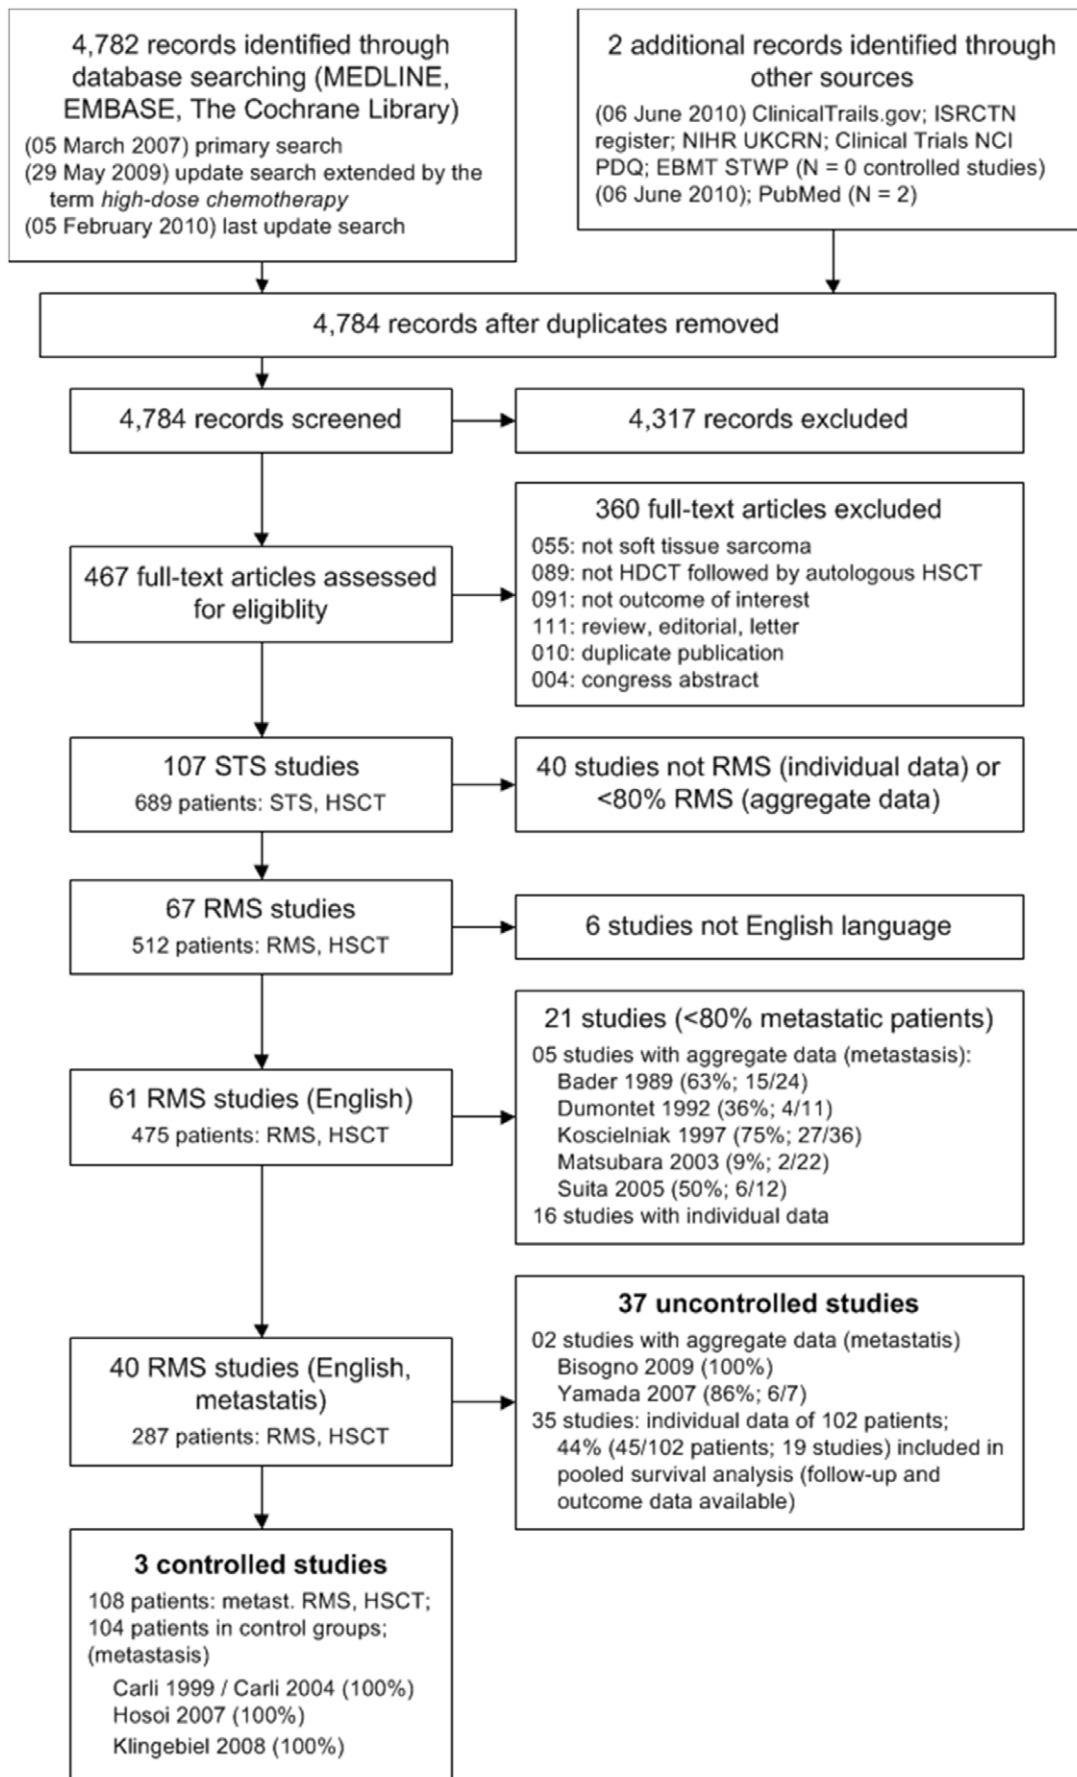 4,782 records identified through
database searching (MEDLINE,
EMBASE, The Cochrane Library)
(05 March 2007) primary search
(29 May 2009) update search extended by the
term high-dose chemotherapy
(05 February 2010) last update search
2 additional records identified through
other sources
(06 June 2010) ClinicalTrails.gov; ISRCTN
register; NIHR UKCRN; Clinical Trials NCI
PDQ; EBMT STWP (N = 0 controlled studies)
(06 June 2010); PubMed (N = 2)
4,784 records after duplicates removed
4,784 records screened
4,317 records excluded
467 full-text articles assessed
for eligiblity
360 full-text articles excluded
055: not soft tissue sarcoma
089: not HDCT followed by autologous HSCT
091: not outcome of interest
111: review, editorial, letter
010: duplicate publication
004: congress abstract
107 STS studies
689 patients: STS, HSCT
40 studies not RMS (individual data) or
<80% RMS (aggregate data)
67 RMS studies
512 patients: RMS, HSCT
6 studies not English language
61 RMS studies (English)
475 patients: RMS, HSCT
21 studies (<80% metastatic patients)
05 studies with aggregate data (metastasis):
Bader 1989 (63%; 15/24)
Dumontet 1992 (36%; 4/11)
Koscielniak 1997 (75%; 27/36)
Matsubara 2003 (9%; 2/22)
Suita 2005 (50%; 6/12)
16 studies with individual data
40 RMS studies (English,
metastatis)
287 patients: RMS, HSCT
37 uncontrolled studies
02 studies with aggregate data (metastatis)
Bisogno 2009 (100%)
Yamada 2007 (86%; 6/7)
35 studies: individual data of 102 patients;
44% (45/102 patients; 19 studies) included in
pooled survival analysis (follow-up and
outcome data available)
3 controlled studies
108 patients: metast. RMS, HSCT;
104 patients in control groups;
(metastasis)
Carli 1999 / Carli 2004 (100%)
Hosoi 2007 (100%)
Klingebiel 2008 (100%)